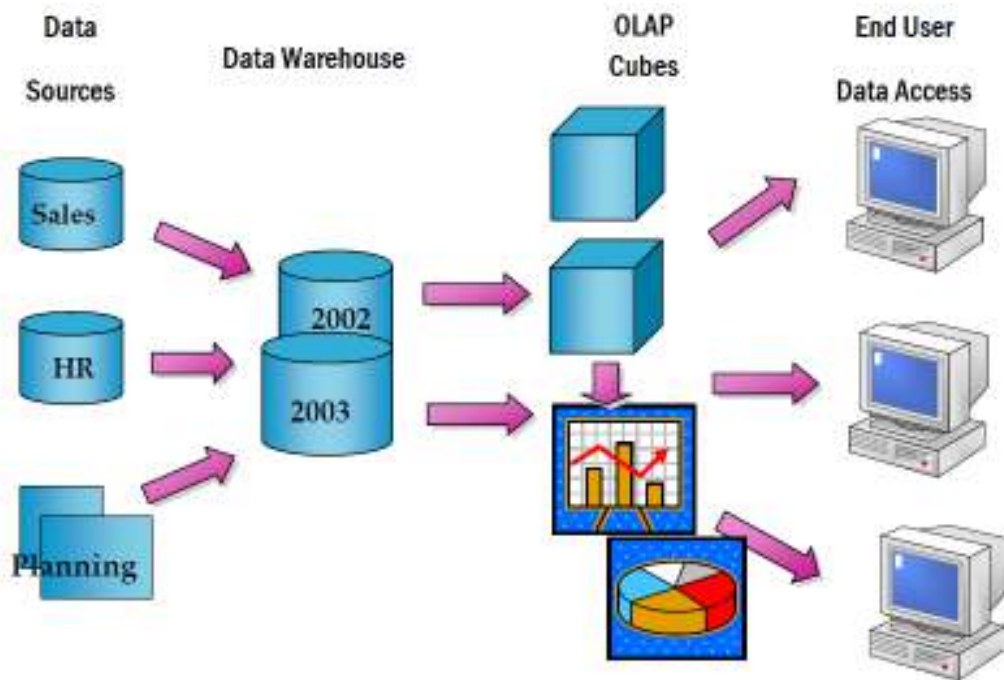 Data
Sources
Data Warehouse
OLAP
Cubes
End User
Data Access
Sales
HR
Planning
2002
2003